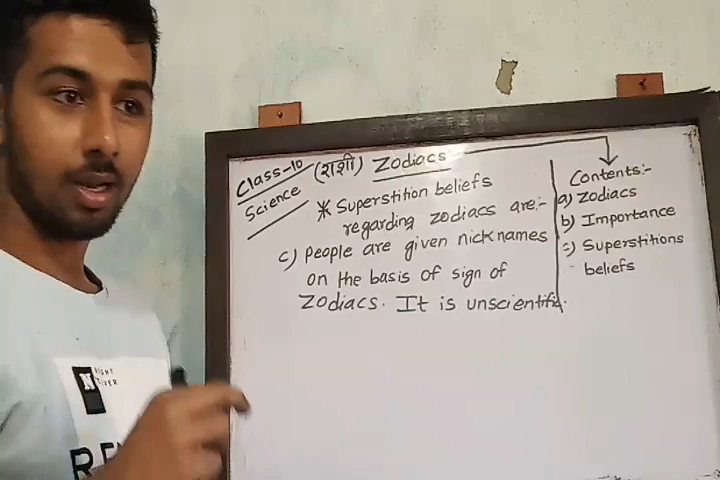 Class-10
Science
(राशी) Zodiacs
* Superstition beliefs
regarding zodiacs are:-
c) People are given nicknames
on the basis of sign of
Zodiacs. It is unscientific.
Contents:-
a) Zodiacs
b) Importance
c) Superstitions
beliefs
N